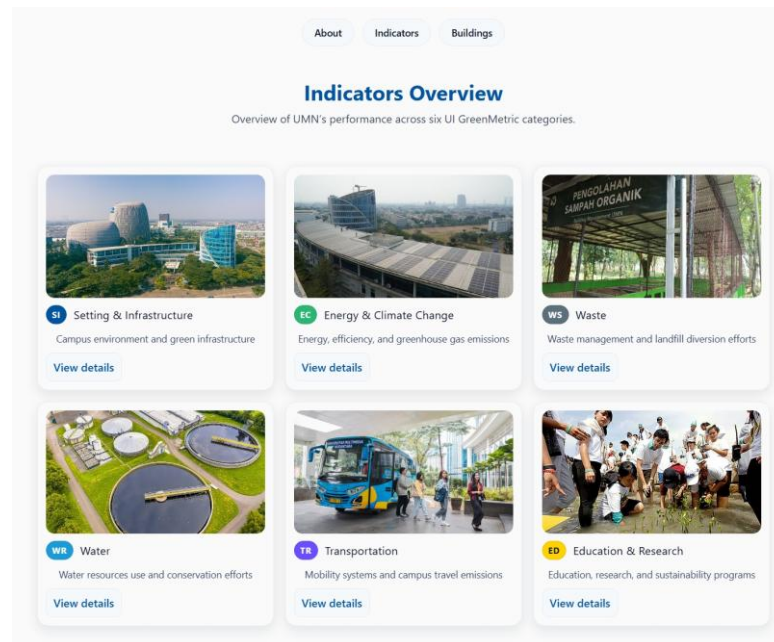 About Indicators Buildings
Indicators Overview
Overview of UMN's performance across six UI GreenMetric categories.
PENGOLAHAN
SAMPAH ORGANIK
SI Setting & Infrastructure
Campus environment and green infrastructure
View details
EC Energy & Climate Change
Energy, efficiency, and greenhouse gas emissions
View details
WS Waste
Waste management and landfill diversion efforts
View details
WR Water
Water resources use and conservation efforts
View details
TR Transportation
Mobility systems and campus travel emissions
View details
ED Education & Research
Education, research, and sustainability programs
View details